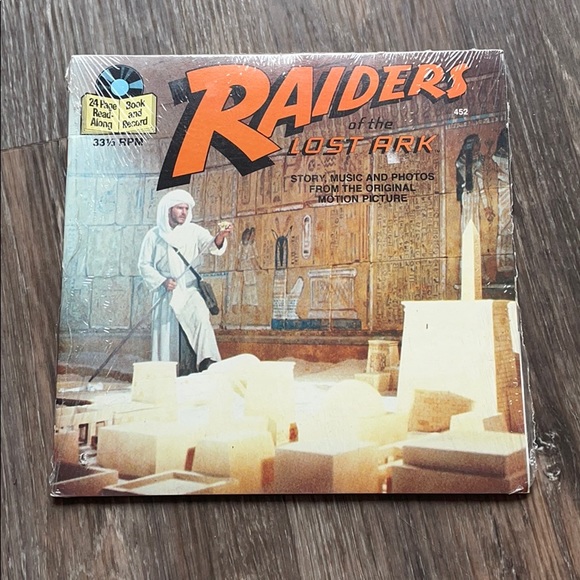 24 Page Book
Read- and
Along Record
33⅓ RPM
RAIDERS
of the
LOST ARK
452
STORY, MUSIC AND PHOTOS
FROM THE ORIGINAL
MOTION PICTURE